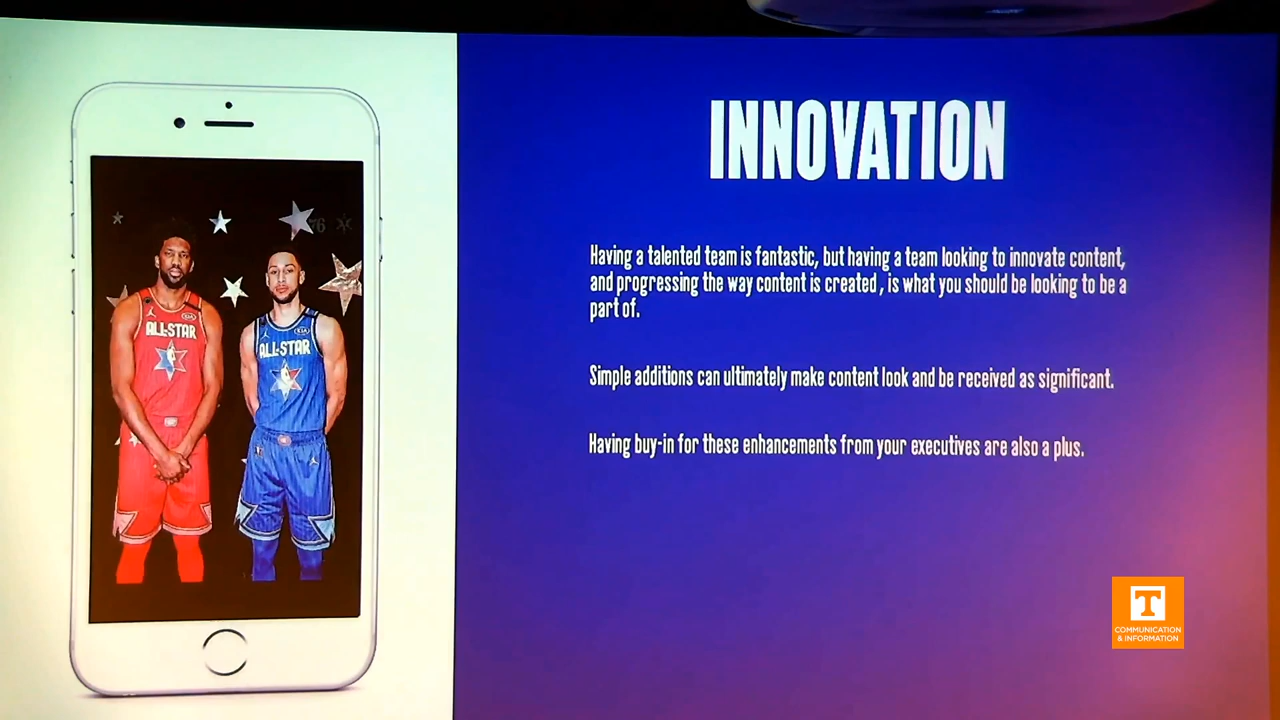 INNOVATION
Having a talented team is fantastic, but having a team looking to innovate content,
and progressing the way content is created , is what you should be looking to be a
part of.
Simple additions can ultimately make content look and be received as significant.
Having buy-in for these enhancements from your executives are also a plus.
76
KIA
ALL-STAR
KIA
ALL-STAR
T
COMMUNICATION
& INFORMATION